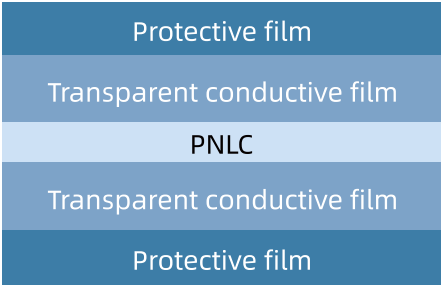 Protective film
Transparent conductive film
PNLC
Transparent conductive film
Protective film